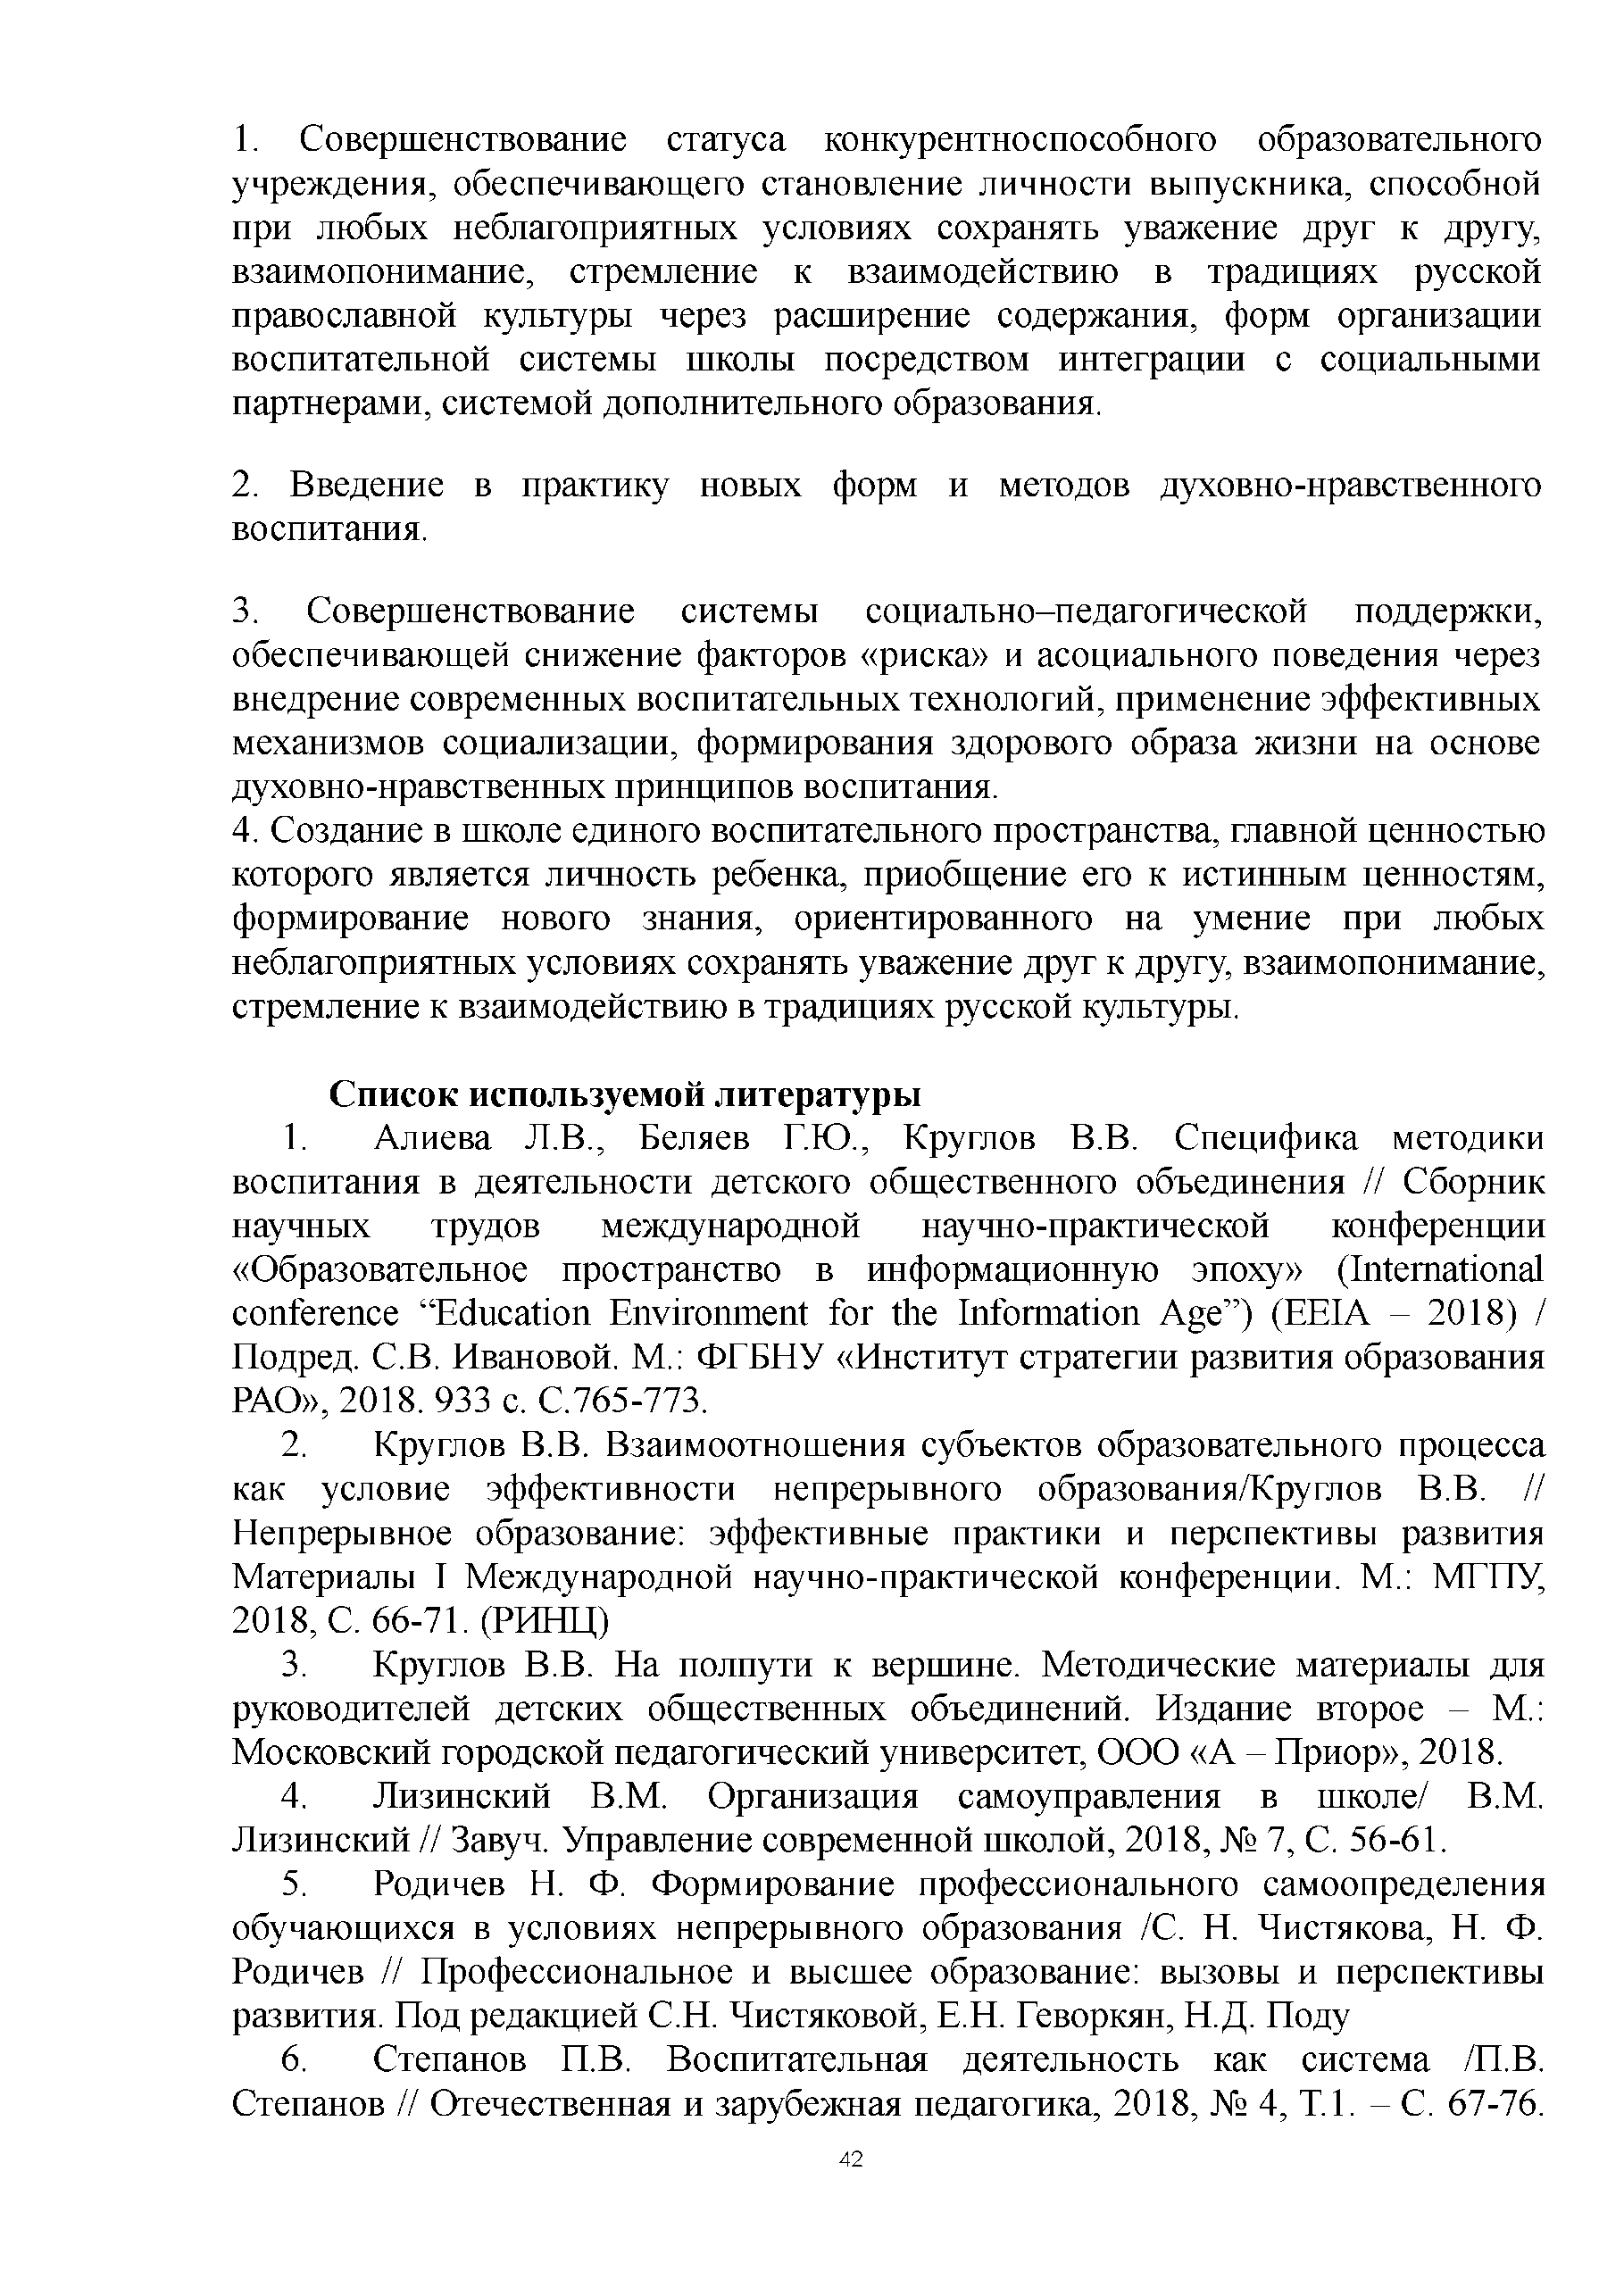 1. Совершенствование статуса конкурентноспособного образовательного
учреждения, обеспечивающего становление личности выпускника, способной
при любых неблагоприятных условиях сохранять уважение друг к другу,
взаимопонимание, стремление к взаимодействию в традициях русской
православной культуры через расширение содержания, форм организации
воспитательной системы школы посредством интеграции с социальными
партнерами, системой дополнительного образования.
2. Введение в практику новых форм и методов духовно-нравственного
воспитания.
3. Совершенствование системы социально–педагогической поддержки,
обеспечивающей снижение факторов «риска» и асоциального поведения через
внедрение современных воспитательных технологий, применение эффективных
механизмов социализации, формирования здорового образа жизни на основе
духовно-нравственных принципов воспитания.
4. Создание в школе единого воспитательного пространства, главной ценностью
которого является личность ребенка, приобщение его к истинным ценностям,
формирование нового знания, ориентированного на умение при любых
неблагоприятных условиях сохранять уважение друг к другу, взаимопонимание,
стремление к взаимодействию в традициях русской культуры.
Список используемой литературы
1. Алиева Л.В., Беляев Г.Ю., Круглов В.В. Специфика методики
воспитания в деятельности детского общественного объединения // Сборник
научных трудов международной научно-практической конференции
«Образовательное пространство в информационную эпоху» (International
conference “Education Environment for the Information Age”) (EEIA – 2018) /
Подред. С.В. Ивановой. М.: ФГБНУ «Институт стратегии развития образования
РАО», 2018. 933 с. С.765-773.
2. Круглов В.В. Взаимоотношения субъектов образовательного процесса
как условие эффективности непрерывного образования/Круглов В.В. //
Непрерывное образование: эффективные практики и перспективы развития
Материалы I Международной научно-практической конференции. М.: МГПУ,
2018, С. 66-71. (РИНЦ)
3. Круглов В.В. На полпути к вершине. Методические материалы для
руководителей детских общественных объединений. Издание второе – М.:
Московский городской педагогический университет, ООО «А – Приор», 2018.
4. Лизинский В.М. Организация самоуправления в школе/ В.М.
Лизинский // Завуч. Управление современной школой, 2018, № 7, С. 56-61.
5. Родичев Н. Ф. Формирование профессионального самоопределения
обучающихся в условиях непрерывного образования /С. Н. Чистякова, Н. Ф.
Родичев // Профессиональное и высшее образование: вызовы и перспективы
развития. Под редакцией С.Н. Чистяковой, Е.Н. Геворкян, Н.Д. Поду
6. Степанов П.В. Воспитательная деятельность как система /П.В.
Степанов // Отечественная и зарубежная педагогика, 2018, № 4, Т.1. – С. 67-76.
42